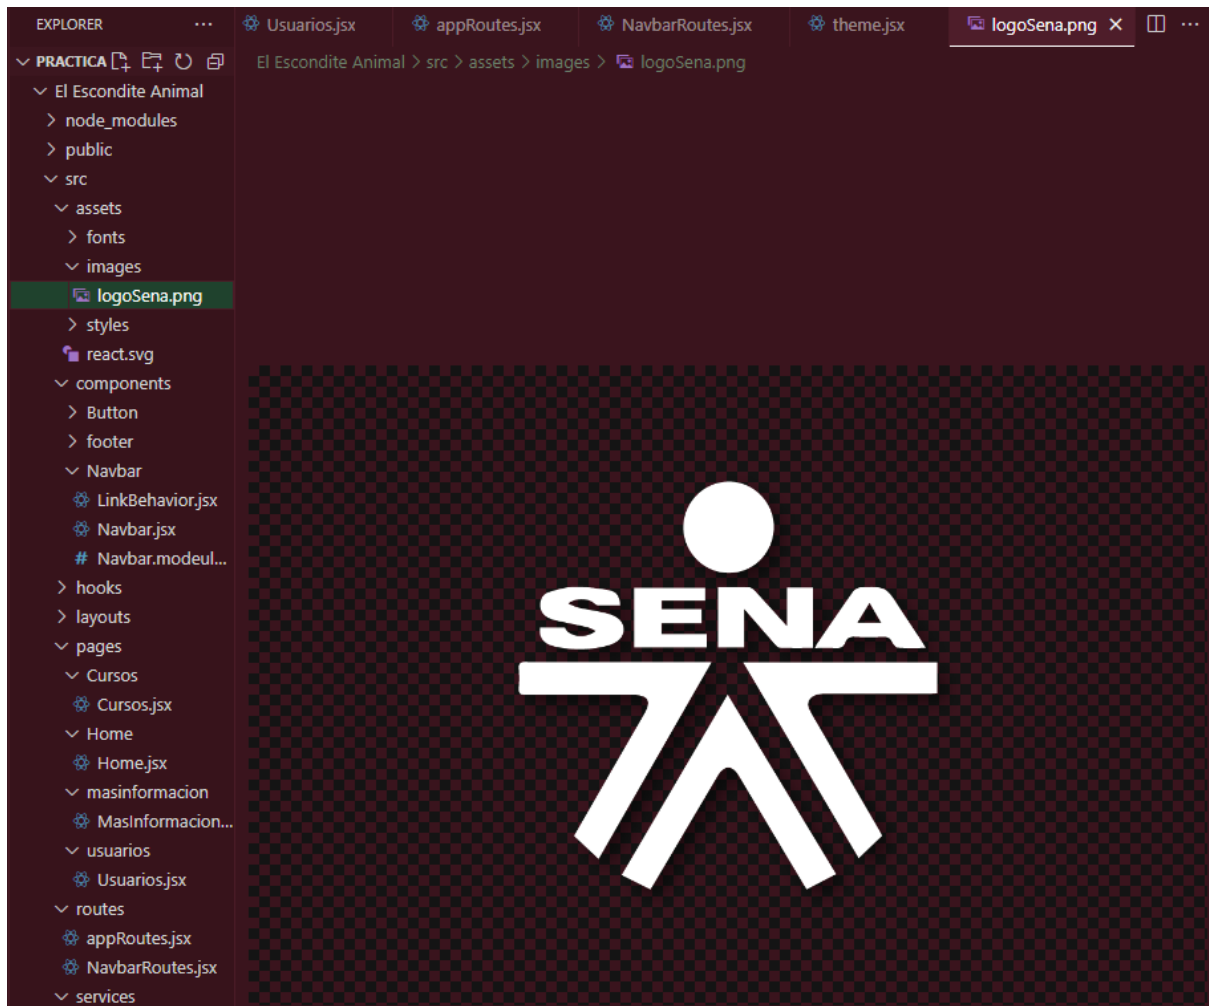 EXPLORER ···
Usuarios.jsx appRoutes.jsx NavbarRoutes.jsx theme.jsx logoSena.png ···
PRACTICA
El Escondite Animal > src > assets > images > logoSena.png
El Escondite Animal
node_modules
public
src
assets
fonts
images
logoSena.png
styles
react.svg
components
Button
footer
Navbar
LinkBehavior.jsx
Navbar.jsx
# Navbar.modeul...
hooks
layouts
pages
Cursos
Cursos.jsx
Home
Home.jsx
masinformacion
MasInformacion...
usuarios
Usuarios.jsx
routes
appRoutes.jsx
NavbarRoutes.jsx
services
SENA